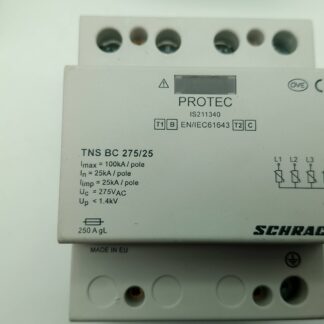 PROTEC
IS211340
T1 B EN/IEC61643 T2 C
TNS BC 275/25
Imax = 100kA / pole
In = 25kA / pole
Iimp = 25kA / pole
Uc = 275VAC
Up < 1.4kV
L1 L2 L3
250 A gL
SCHRAC
MADE IN EU